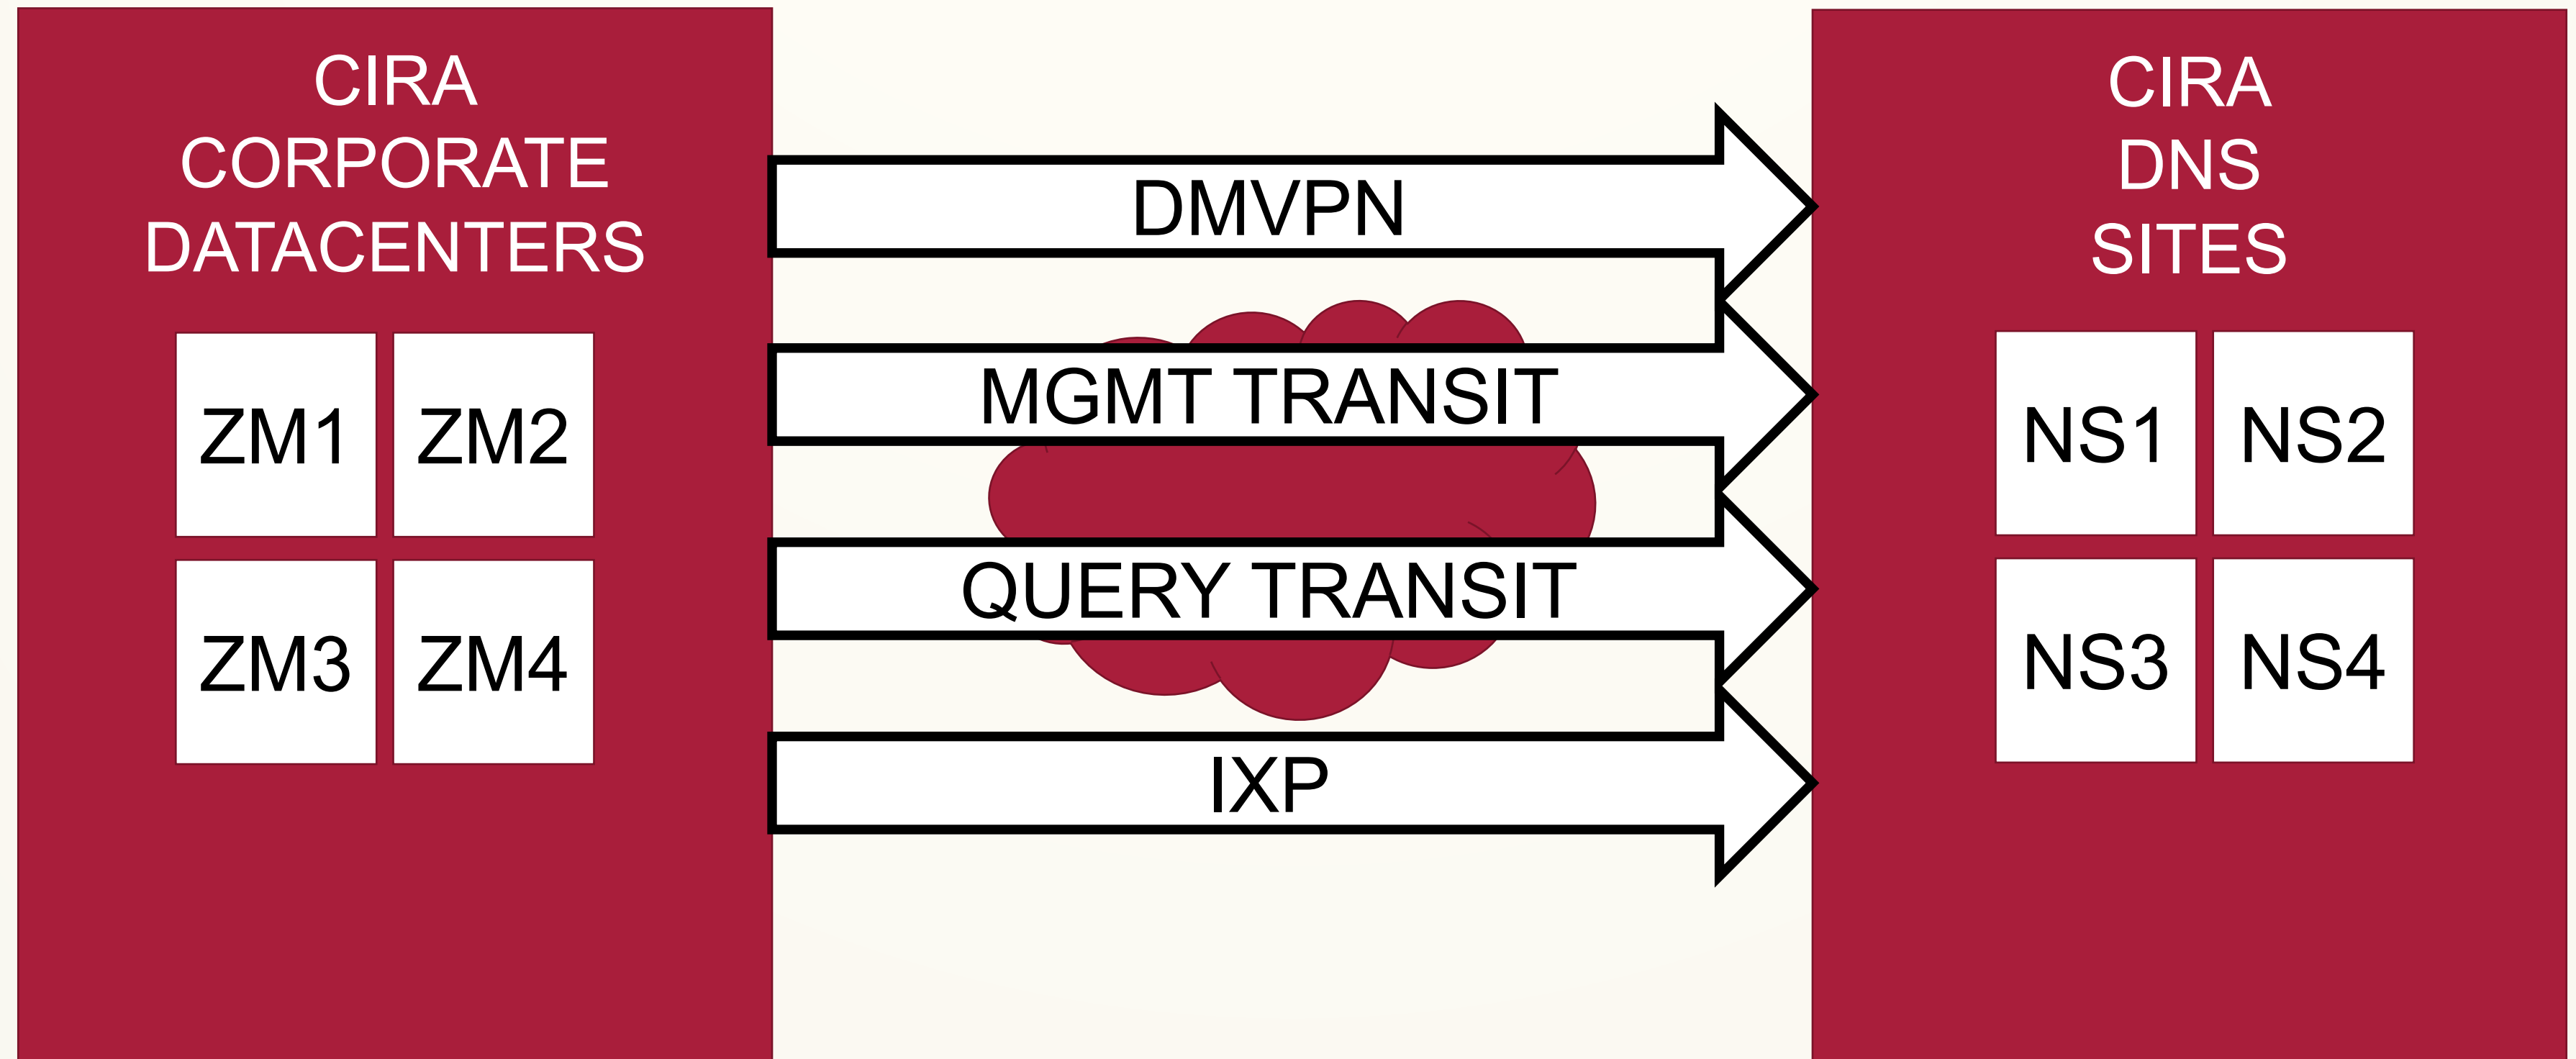 CIRA
CORPORATE
DATACENTERS
ZM1
ZM2
ZM3
ZM4
DMVPN
MGMT TRANSIT
QUERY TRANSIT
IXP
CIRA
DNS
SITES
NS1
NS2
NS3
NS4